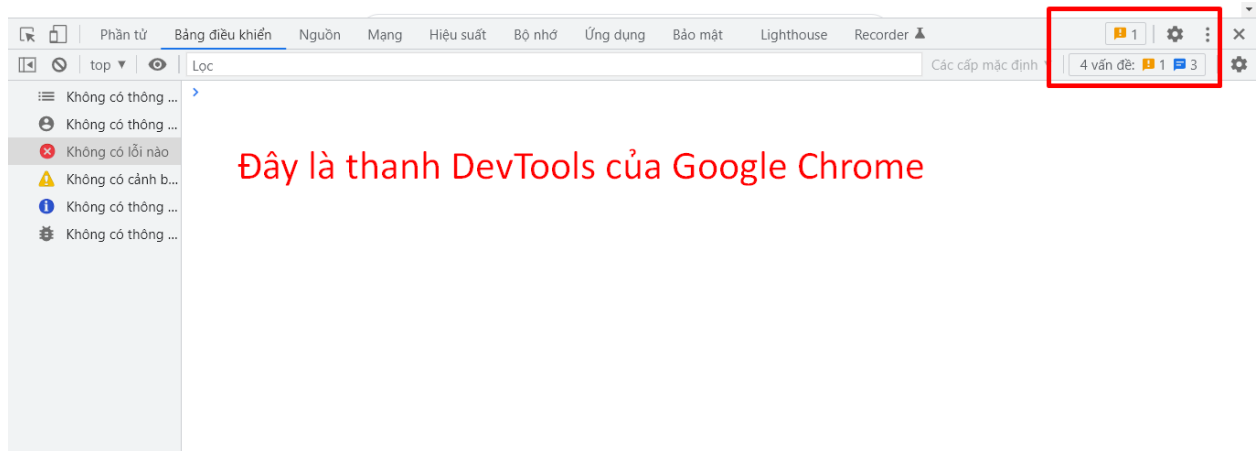 Phần tử Bảng điều khiển Nguồn Mạng Hiệu suất Bộ nhớ Ứng dụng Bảo mật Lighthouse Recorder 1
top Lọc Các cấp mặc định 4 vấn đề: 1 3
Không có thông ...
Không có thông ...
Không có lỗi nào
Không có cảnh b...
Không có thông ...
Không có thông ...
Đây là thanh DevTools của Google Chrome